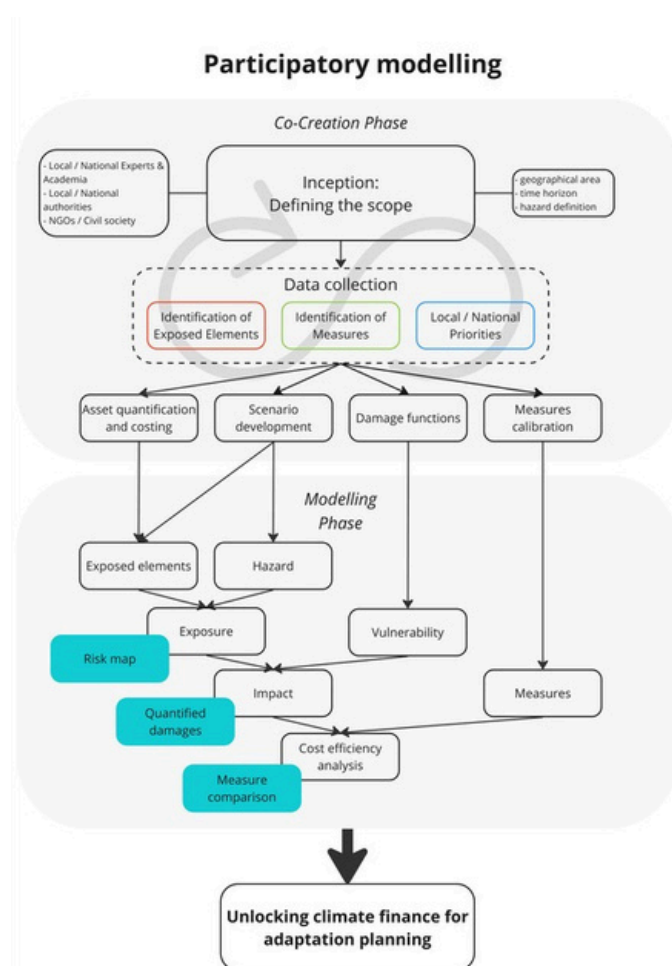 Participatory modelling
Co-Creation Phase
- Local / National Experts &
Academia
- Local / National
authorities
- NGOs / Civil society
Inception:
Defining the scope
- geographical area
- time horizon
- hazard definition
Data collection
Identification of
Exposed Elements
Identification of
Measures
Local / National
Priorities
Asset quantification
and costing
Scenario
development
Damage functions
Measures
calibration
Modelling
Phase
Exposed elements
Hazard
Exposure
Vulnerability
Risk map
Impact
Measures
Quantified
damages
Cost efficiency
analysis
Measure
comparison
Unlocking climate finance for
adaptation planning